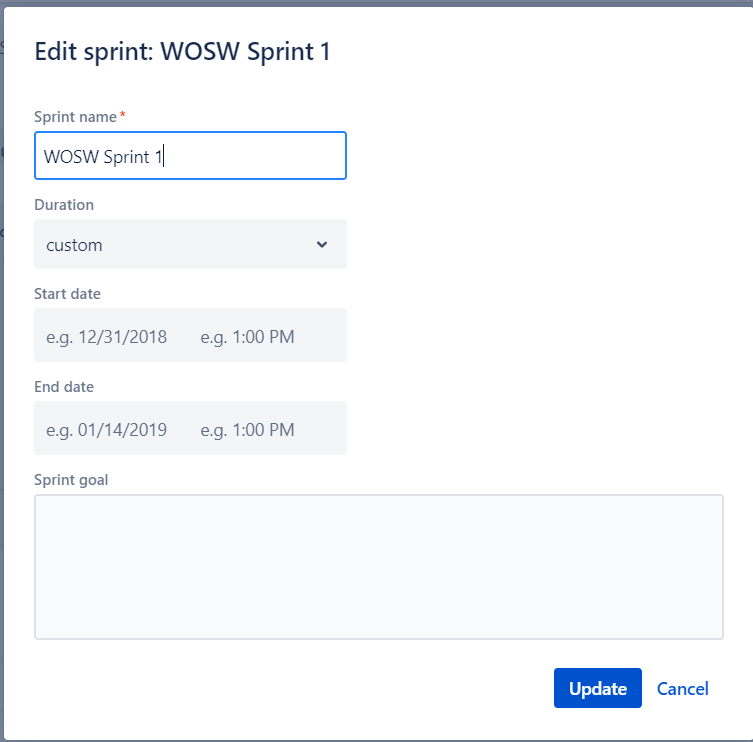 Edit sprint: WOSW Sprint 1
Sprint name*
WOSW Sprint 1
Duration
custom
Start date
e.g. 12/31/2018 e.g. 1:00 PM
End date
e.g. 01/14/2019 e.g. 1:00 PM
Sprint goal
Update Cancel